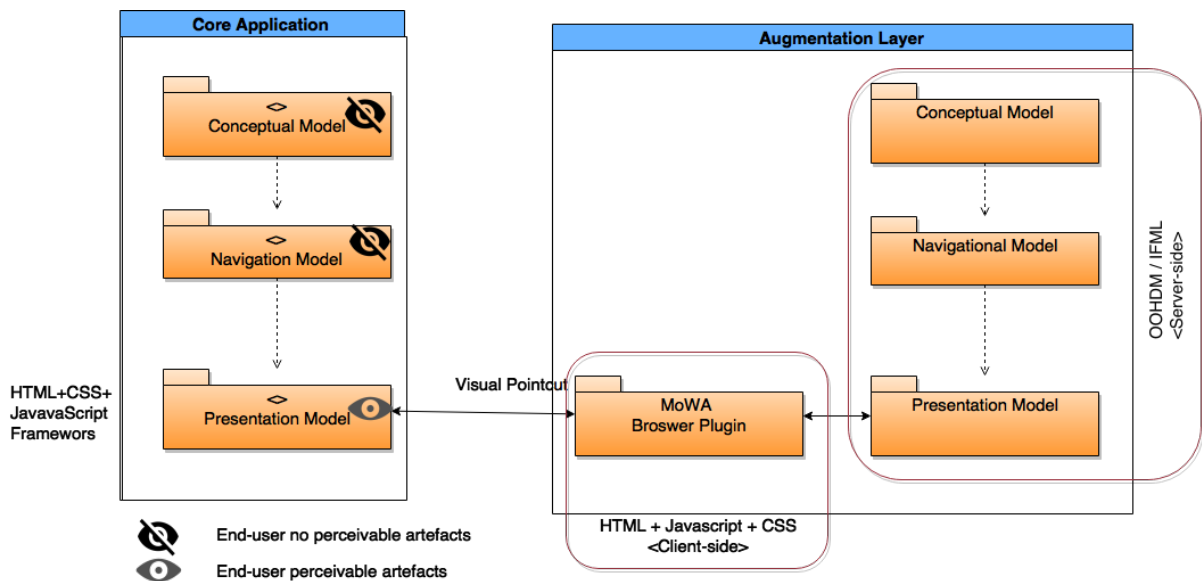 Core Application
<>
Conceptual Model
<>
Navigation Model
<>
Presentation Model
HTML+CSS+
JavavaScript
Framewors
Visual Pointcut
Augmentation Layer
Conceptual Model
Navigational Model
Presentation Model
OOHDM / IFML
<Server-side>
MoWA
Broswer Plugin
HTML + Javascript + CSS
<Client-side>
End-user no perceivable artefacts
End-user perceivable artefacts